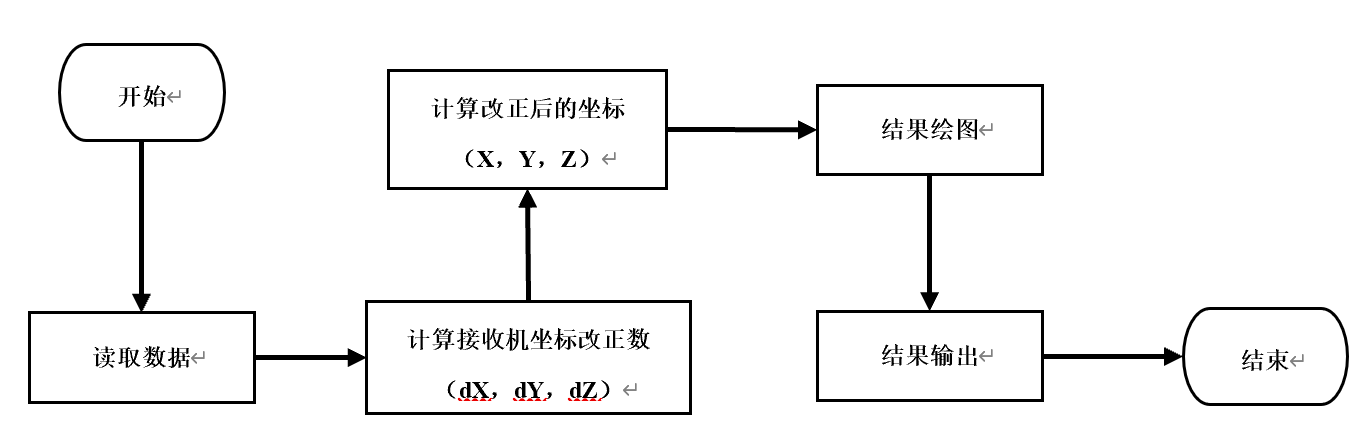 开始
读取数据
计算接收机坐标改正数
（dX，dY，dZ）
计算改正后的坐标
（X，Y，Z）
结果绘图
结果输出
结束